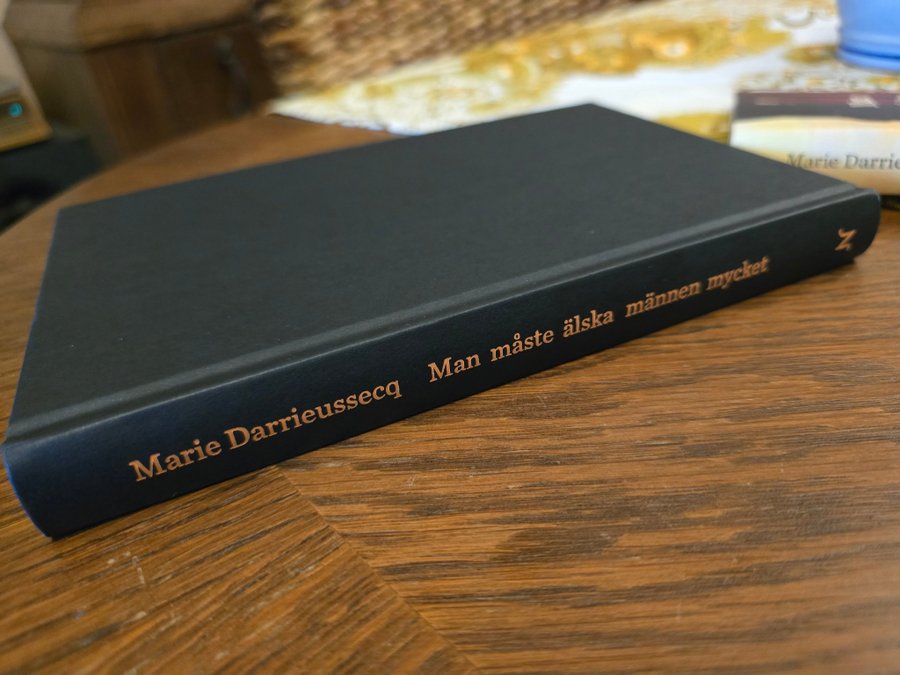 Marie Darrieussecq Man måste älska männen mycket N
Marie Darrie